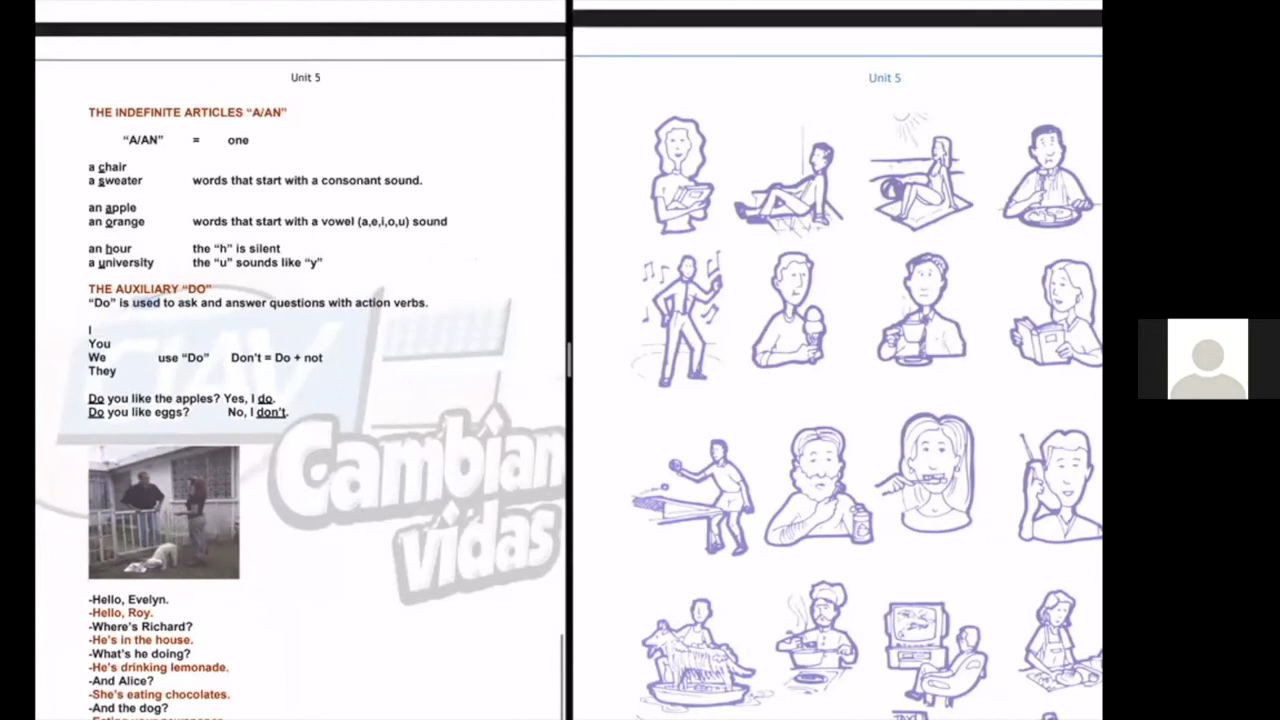 Unit 5
THE INDEFINITE ARTICLES “A/AN”
“A/AN” = one
a chair
a sweater words that start with a consonant sound.
an apple
an orange words that start with a vowel (a,e,i,o,u) sound
an hour the “h” is silent
a university the “u” sounds like “y”
THE AUXILIARY “DO”
“Do” is used to ask and answer questions with action verbs.
I
You
We use “Do” Don't = Do + not
They
Do you like the apples? Yes, I do.
Do you like eggs? No, I don't.
Cambian
vidas
-Hello, Evelyn.
-Hello, Roy.
-Where's Richard?
-He's in the house.
-What's he doing?
-He's drinking lemonade.
-And Alice?
-She's eating chocolates.
-And the dog?
Unit 5